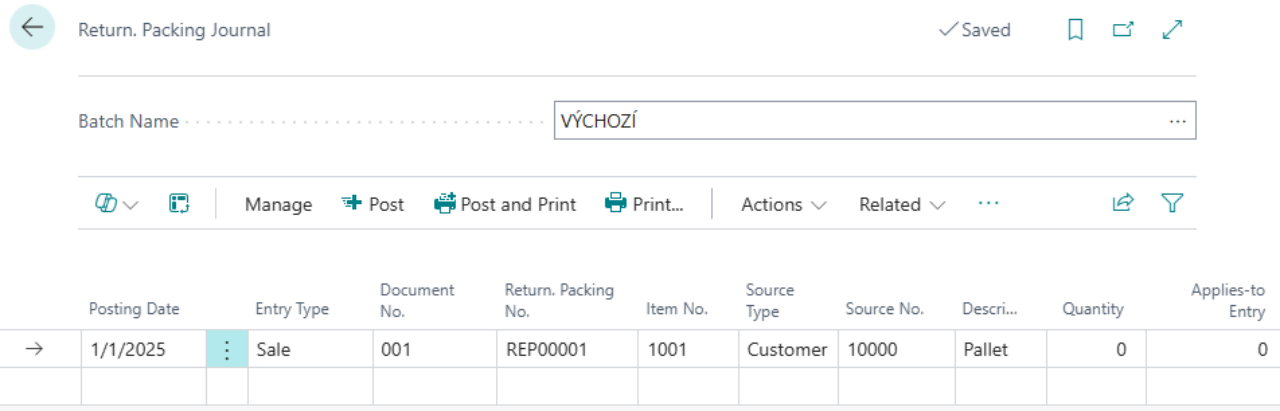 Return. Packing Journal
Saved
Batch Name
VÝCHOZÍ
Manage Post Post and Print Print... Actions Related
Posting Date Entry Type Document No. Return. Packing No. Item No. Source Type Source No. Descri... Quantity Applies-to Entry
1/1/2025 Sale 001 REP00001 1001 Customer 10000 Pallet 0 0